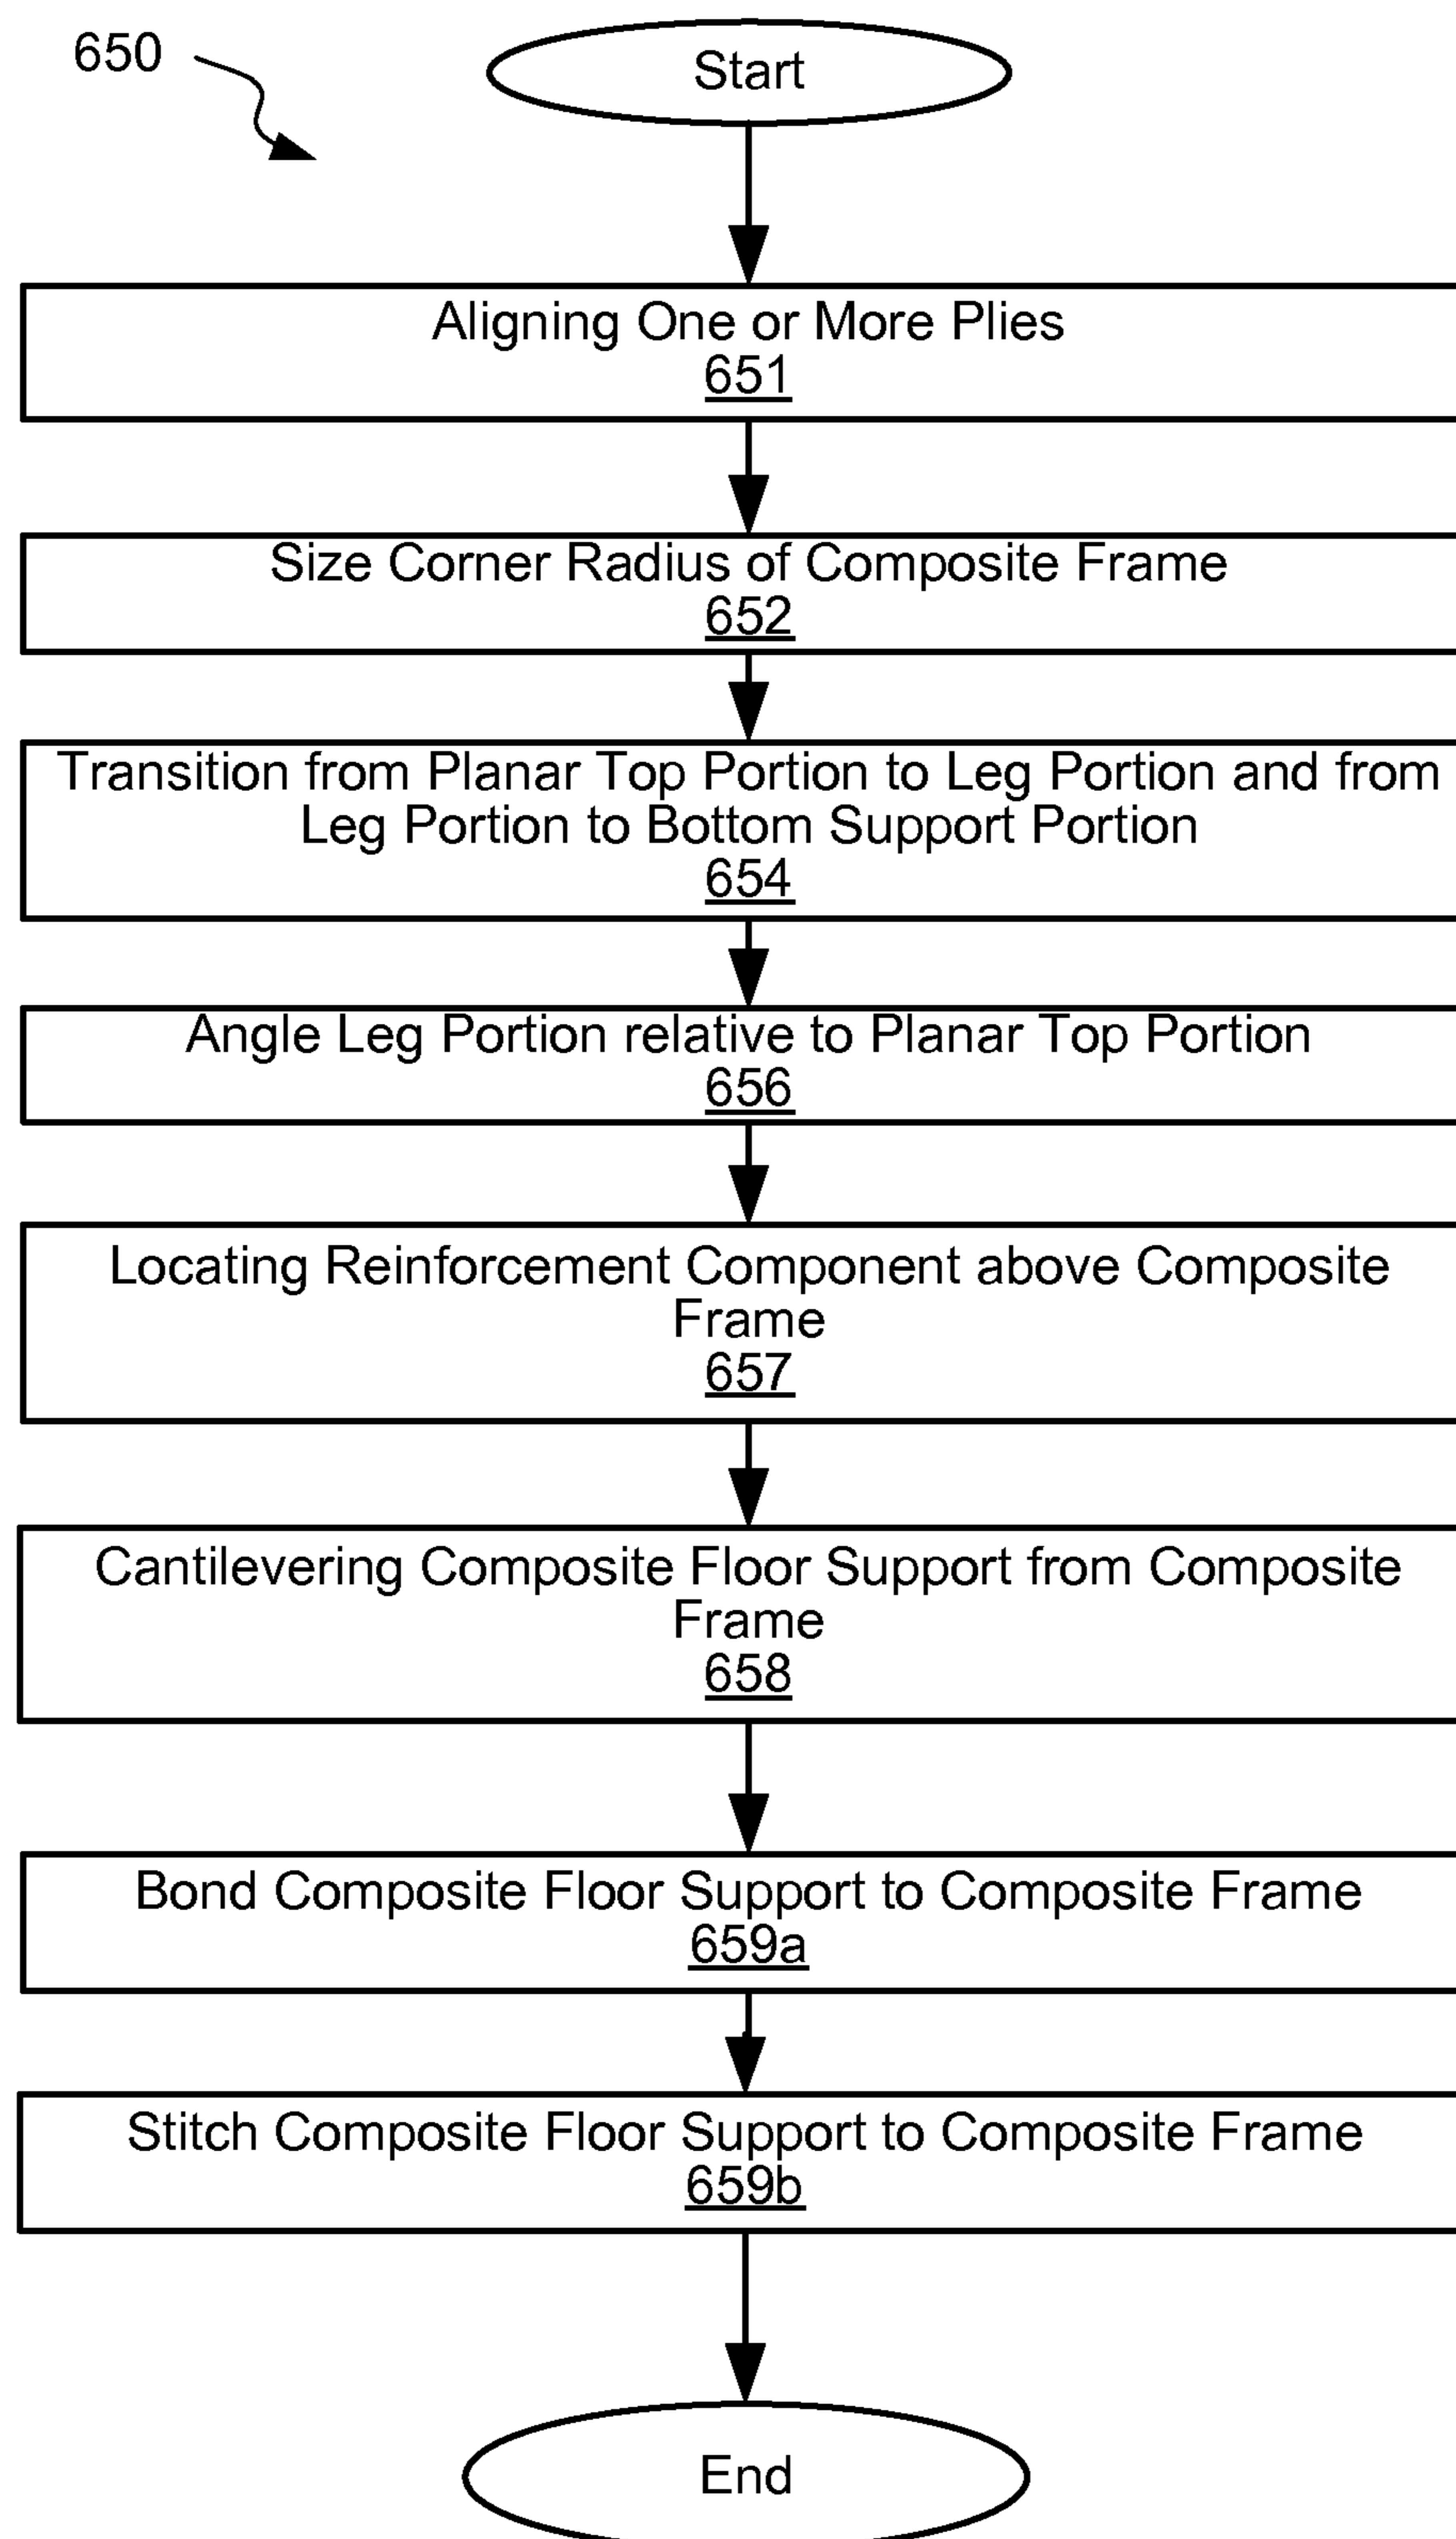 650
Start
Aligning One or More Plies
651
Size Corner Radius of Composite Frame
652
Transition from Planar Top Portion to Leg Portion and from
Leg Portion to Bottom Support Portion
654
Angle Leg Portion relative to Planar Top Portion
656
Locating Reinforcement Component above Composite
Frame
657
Cantilevering Composite Floor Support from Composite
Frame
658
Bond Composite Floor Support to Composite Frame
659a
Stitch Composite Floor Support to Composite Frame
659b
End